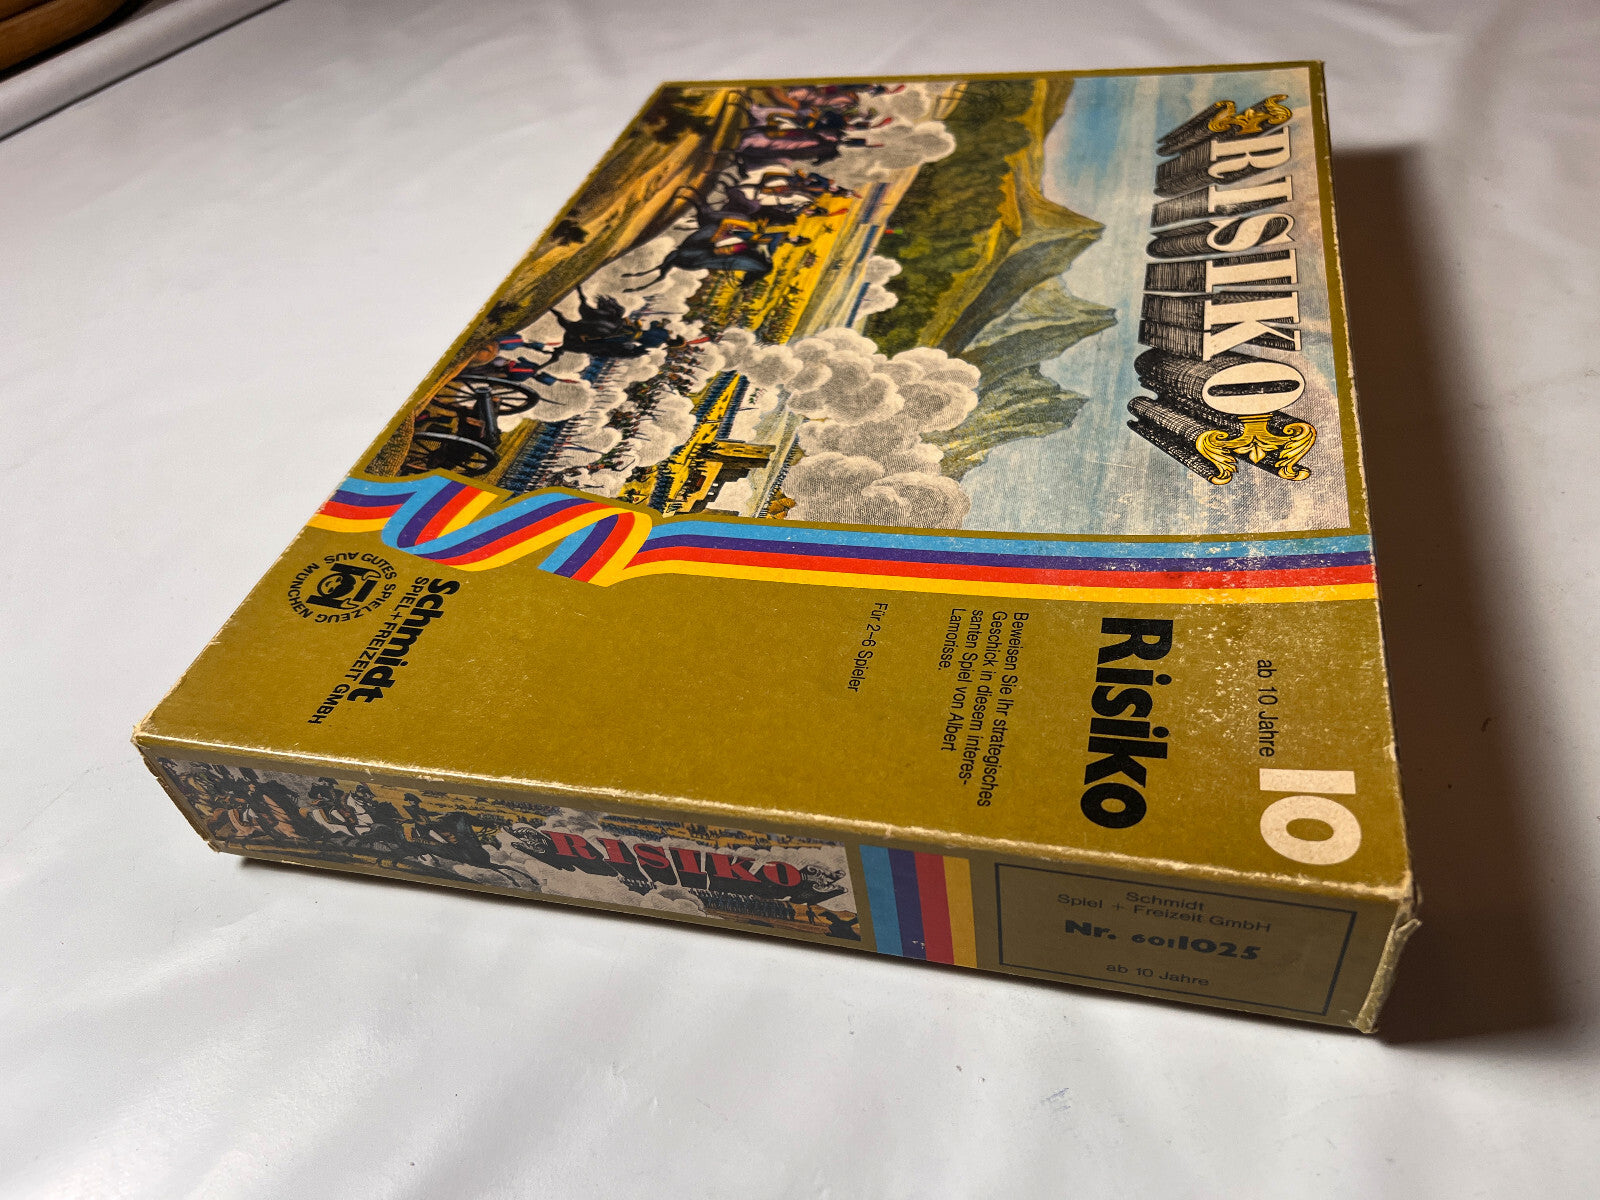 RISIKO
10
ab 10 Jahre
Risiko
Beweisen Sie Ihr strategisches
Geschick in diesem interes-
santen Spiel von Albert
Lamorisse.
Für 2-6 Spieler
Schmidt
SPIEL+FREIZEIT GMBH
GUTES SPIELZEUG
AUS MÜNCHEN
RISIKO
Schmidt
Spiel + Freizeit GmbH
Nr. 6011025
ab 10 Jahre